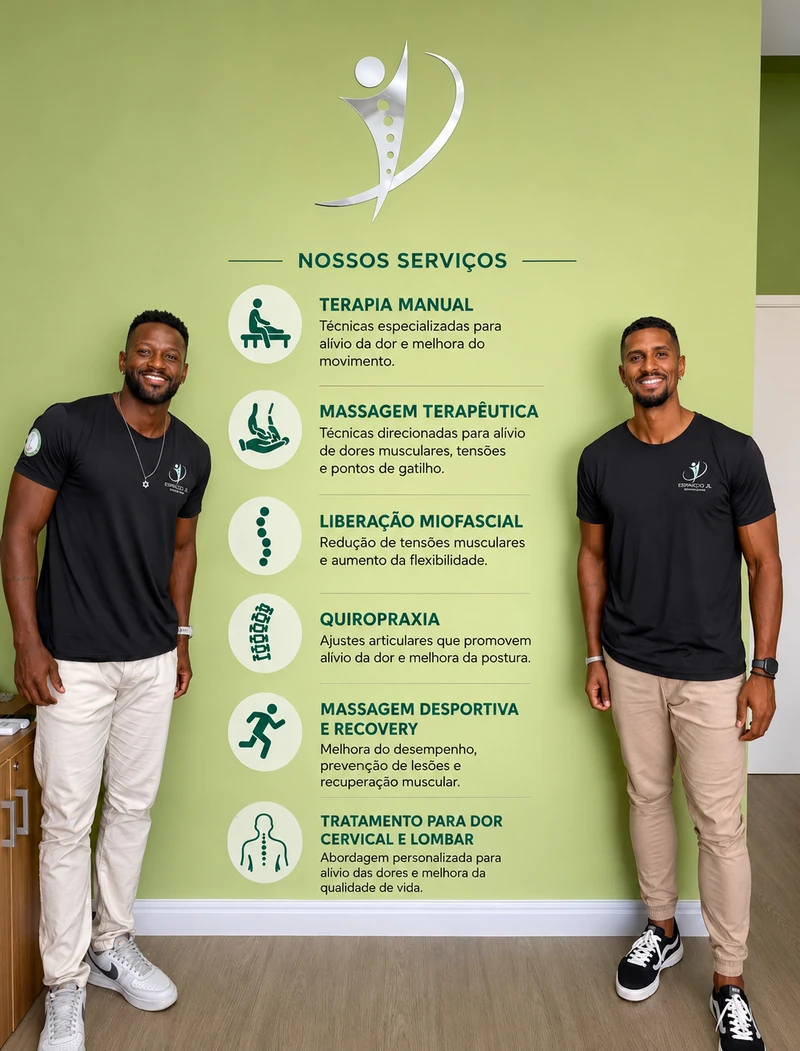 NOSSOS SERVIÇOS
TERAPIA MANUAL
Técnicas especializadas para
alívio da dor e melhora do
movimento.
MASSAGEM TERAPÊUTICA
Técnicas direcionadas para alívio
de dores musculares, tensões
e pontos de gatilho.
LIBERAÇÃO MIOFASCIAL
Redução de tensões musculares
e aumento da flexibilidade.
QUIROPRAXIA
Ajustes articulares que promovem
alívio da dor e melhora da postura.
MASSAGEM DESPORTIVA
E RECOVERY
Melhora do desempenho,
prevenção de lesões e
recuperação muscular.
TRATAMENTO PARA DOR
CERVICAL E LOMBAR
Abordagem personalizada para
alívio das dores e melhora da
qualidade de vida.